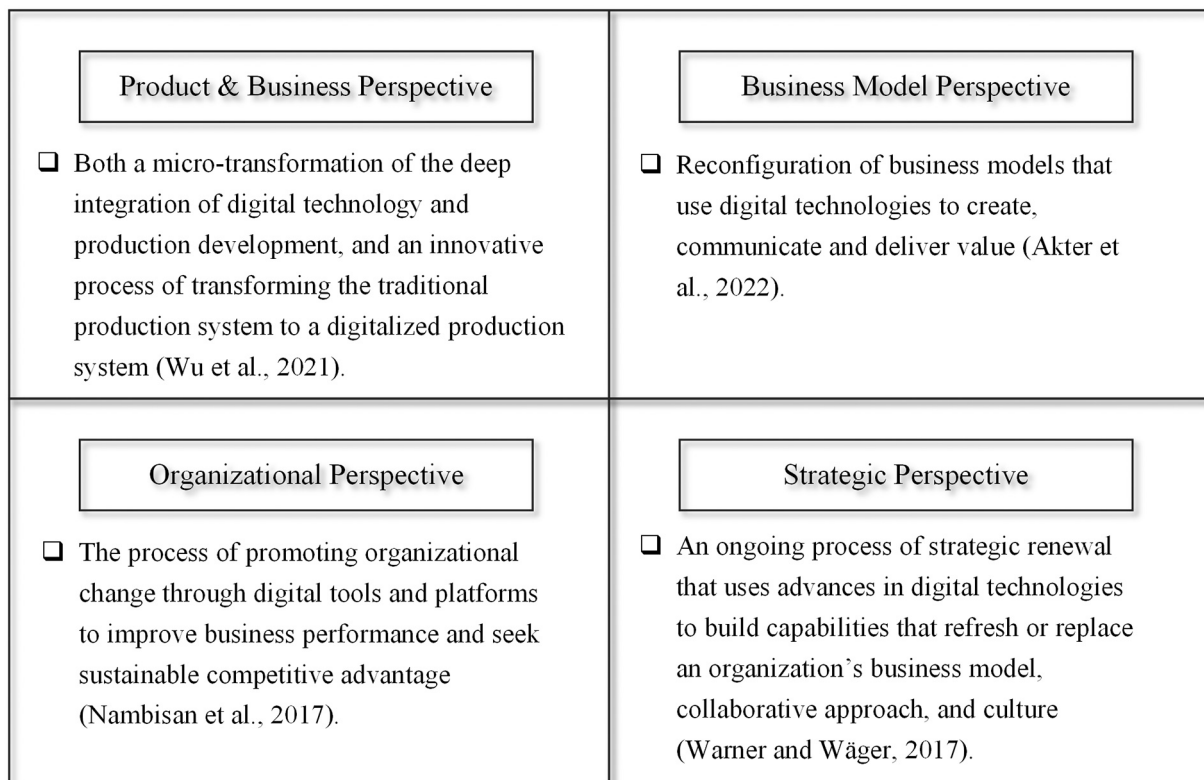 Product & Business Perspective
❑ Both a micro-transformation of the deep
integration of digital technology and
production development, and an innovative
process of transforming the traditional
production system to a digitalized production
system (Wu et al., 2021).
Business Model Perspective
❑ Reconfiguration of business models that
use digital technologies to create,
communicate and deliver value (Akter et
al., 2022).
Organizational Perspective
❑ The process of promoting organizational
change through digital tools and platforms
to improve business performance and seek
sustainable competitive advantage
(Nambisan et al., 2017).
Strategic Perspective
❑ An ongoing process of strategic renewal
that uses advances in digital technologies
to build capabilities that refresh or replace
an organization’s business model,
collaborative approach, and culture
(Warner and Wäger, 2017).